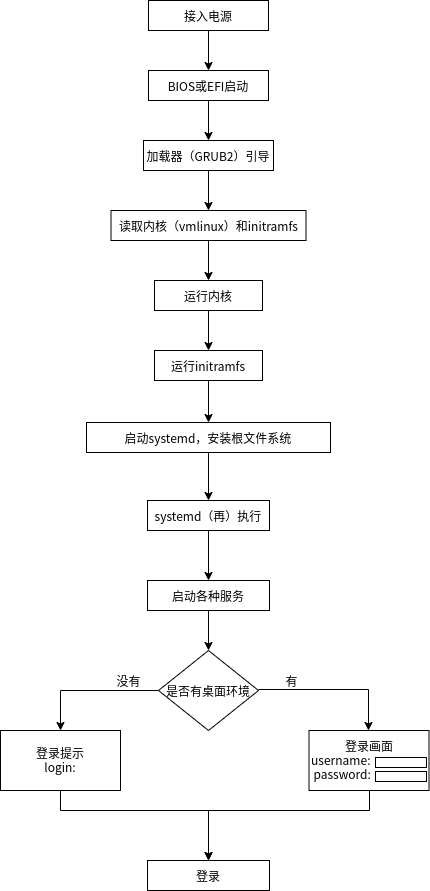 接入电源
BIOS或EFI启动
加载器（GRUB2）引导
读取内核（vmlinux）和initramfs
运行内核
运行initramfs
启动systemd，安装根文件系统
systemd（再）执行
启动各种服务
是否有桌面环境
没有
有
登录提示
login:
登录画面
username:
password:
登录